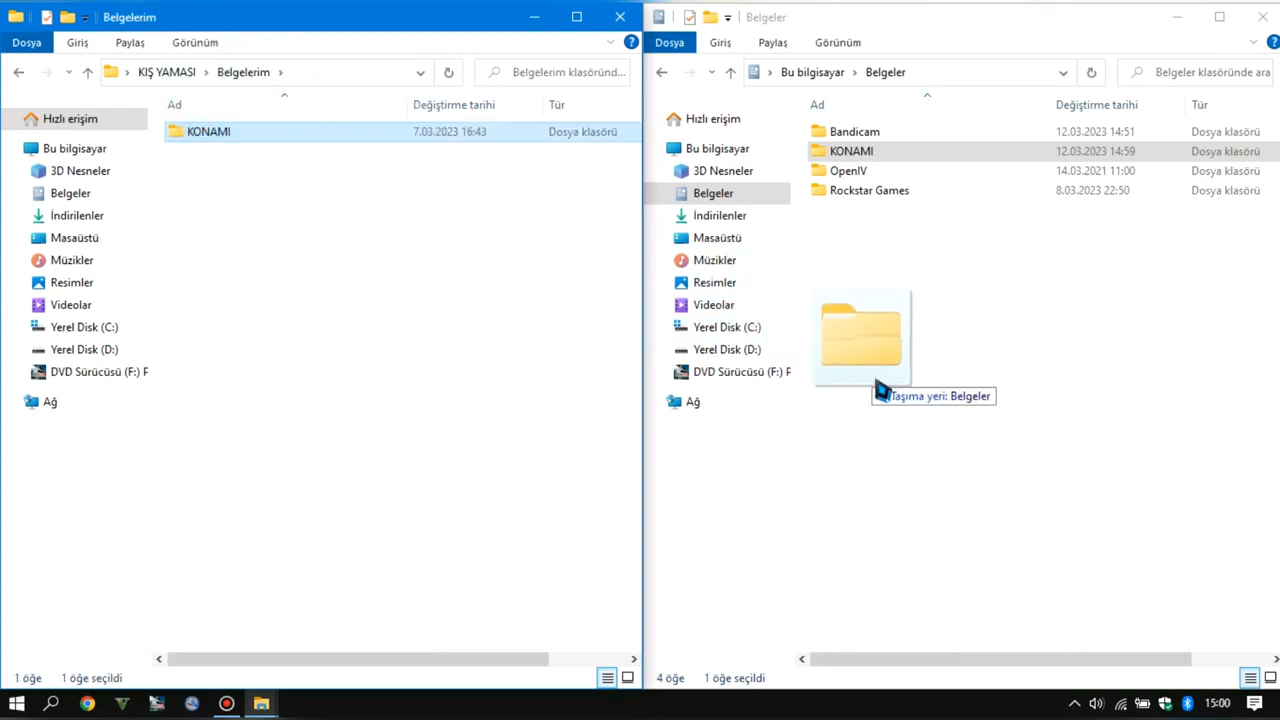 Belgelerim
Dosya Giriş Paylaş Görünüm
KIŞ YAMASI Belgelerim
Belgelerim klasöründ...
Ad Değiştirme tarihi Tür
KONAMI 7.03.2023 16:43 Dosya klasörü
Hızlı erişim
Bu bilgisayar
3D Nesneler
Belgeler
İndirilenler
Masaüstü
Müzikler
Resimler
Videolar
Yerel Disk (C:)
Yerel Disk (D:)
DVD Sürücüsü (F:) F
Ağ
1 öğe 1 öğe seçildi
Belgeler
Dosya Giriş Paylaş Görünüm
Bu bilgisayar Belgeler
Belgeler klasöründe ara
Ad Değiştirme tarihi Tür
Bandicam 12.03.2023 14:51 Dosya klasörü
KONAMI 12.03.2023 14:59 Dosya klasörü
OpenIV 14.03.2021 11:00 Dosya klasörü
Rockstar Games 8.03.2023 22:50 Dosya klasörü
Hızlı erişim
Bu bilgisayar
3D Nesneler
Belgeler
İndirilenler
Masaüstü
Müzikler
Resimler
Videolar
Yerel Disk (C:)
Yerel Disk (D:)
DVD Sürücüsü (F:) F
Ağ
Taşıma yeri: Belgeler
4 öğe 1 öğe seçildi
15:00